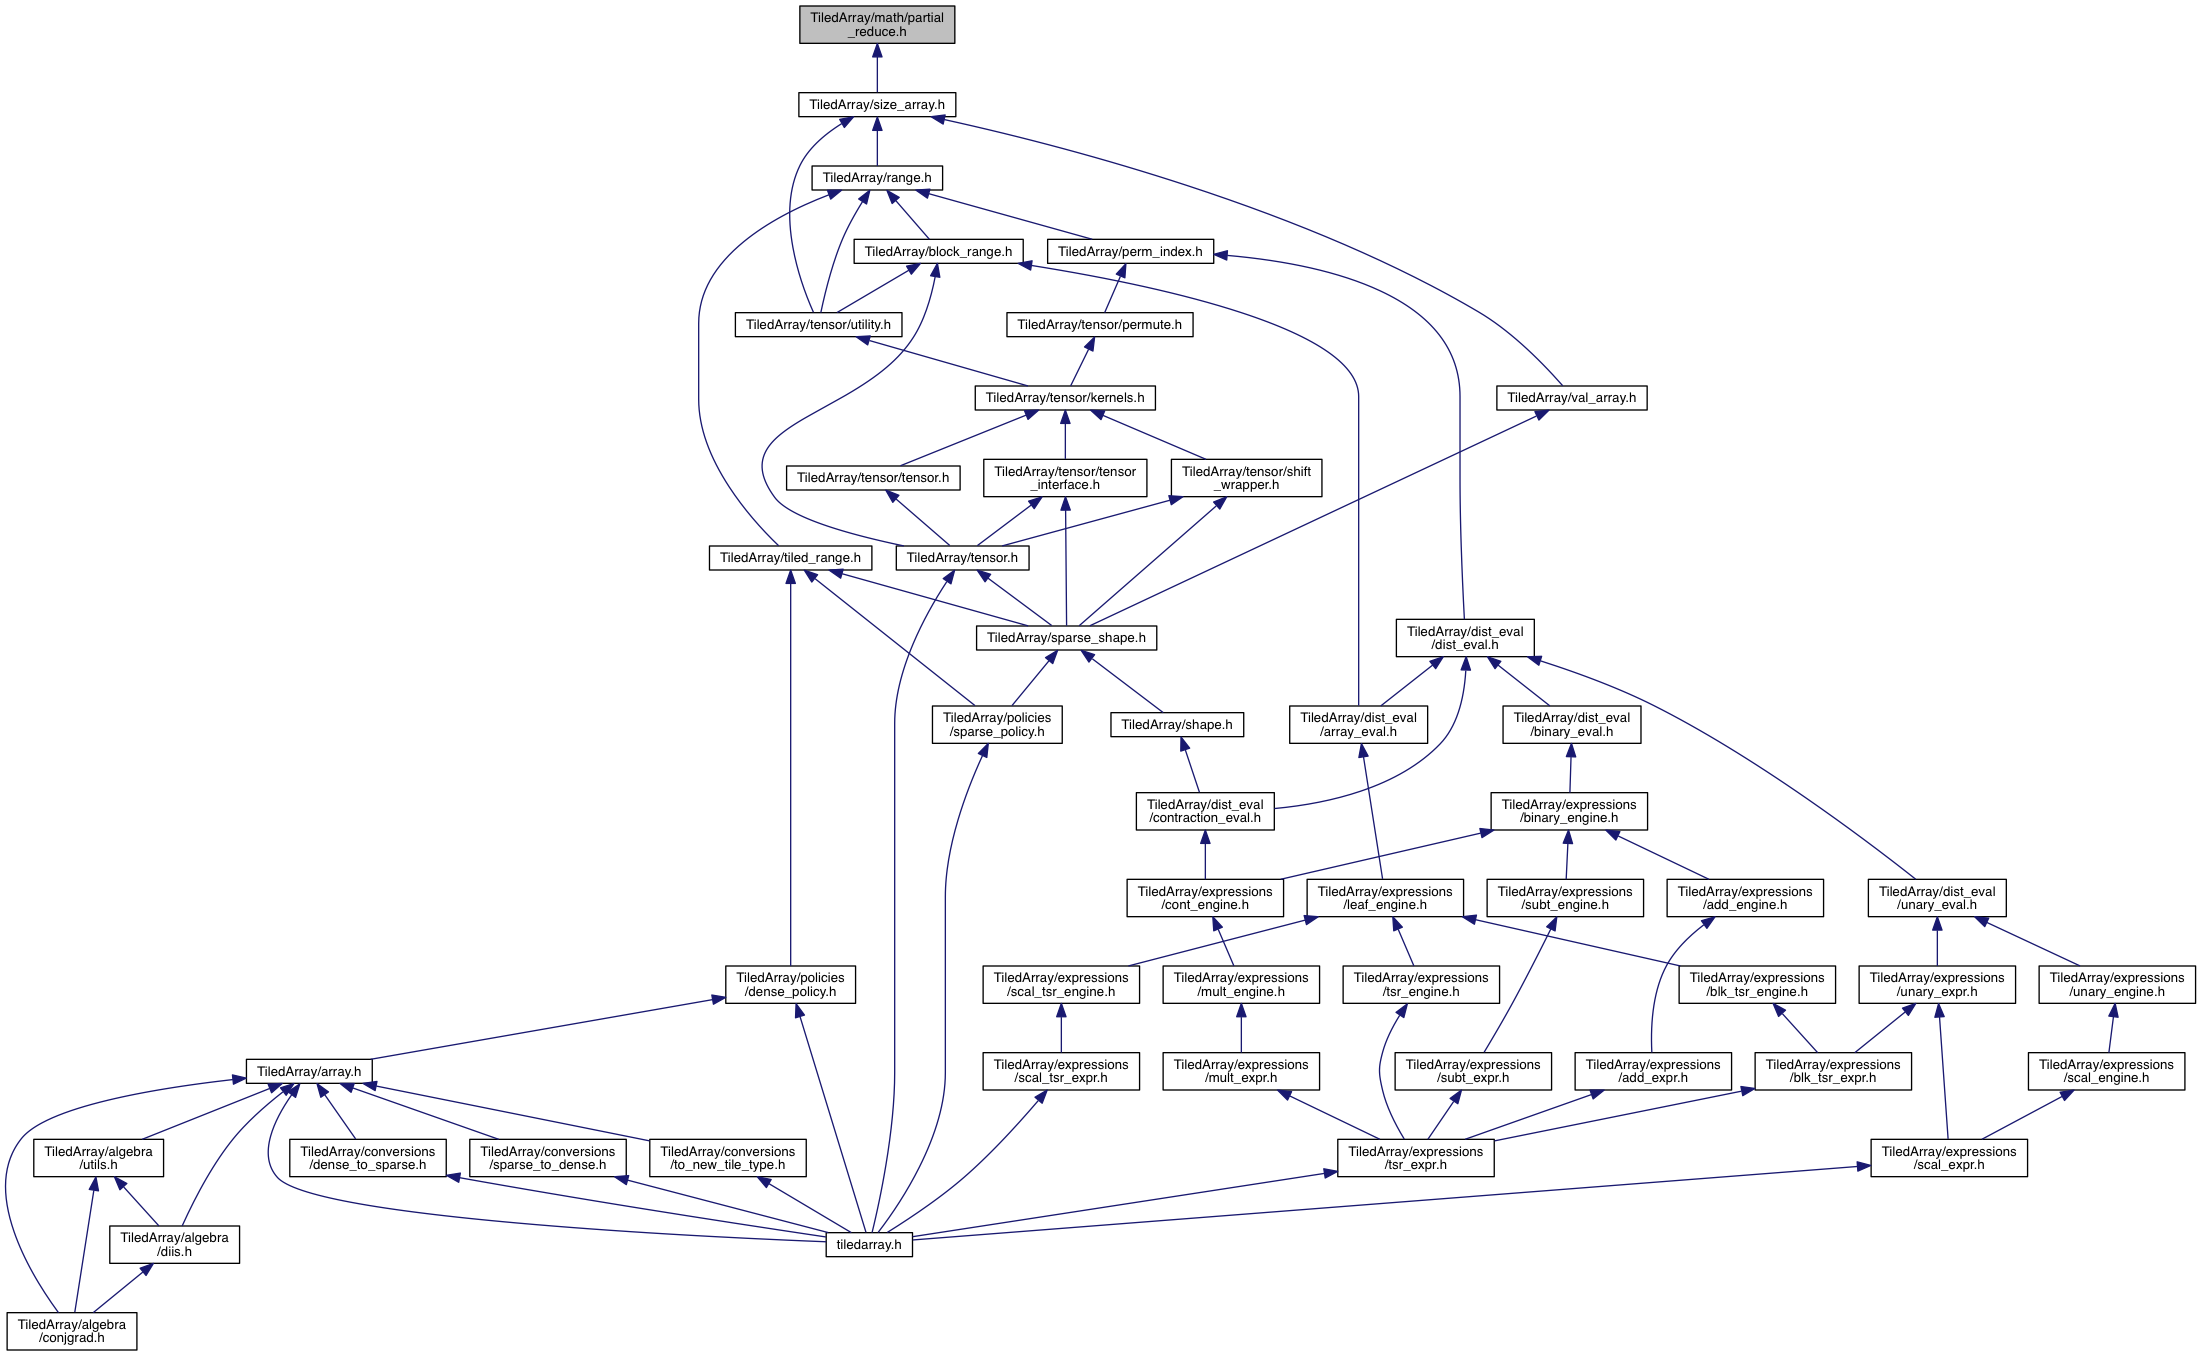 TiledArray/math/partial
_reduce.h
TiledArray/size_array.h
TiledArray/range.h
TiledArray/block_range.h
TiledArray/perm_index.h
TiledArray/tensor/utility.h
TiledArray/tensor/permute.h
TiledArray/tensor/kernels.h
TiledArray/val_array.h
TiledArray/tensor/tensor.h
TiledArray/tensor/tensor
_interface.h
TiledArray/tensor/shift
_wrapper.h
TiledArray/tiled_range.h
TiledArray/tensor.h
TiledArray/sparse_shape.h
TiledArray/dist_eval
/dist_eval.h
TiledArray/policies
/sparse_policy.h
TiledArray/shape.h
TiledArray/dist_eval
/array_eval.h
TiledArray/dist_eval
/binary_eval.h
TiledArray/dist_eval
/contraction_eval.h
TiledArray/expressions
/binary_engine.h
TiledArray/expressions
/cont_engine.h
TiledArray/expressions
/leaf_engine.h
TiledArray/expressions
/subt_engine.h
TiledArray/expressions
/add_engine.h
TiledArray/dist_eval
/unary_eval.h
TiledArray/policies
/dense_policy.h
TiledArray/expressions
/scal_tsr_engine.h
TiledArray/expressions
/mult_engine.h
TiledArray/expressions
/tsr_engine.h
TiledArray/expressions
/blk_tsr_engine.h
TiledArray/expressions
/unary_expr.h
TiledArray/expressions
/unary_engine.h
TiledArray/array.h
TiledArray/expressions
/scal_tsr_expr.h
TiledArray/expressions
/mult_expr.h
TiledArray/expressions
/subt_expr.h
TiledArray/expressions
/add_expr.h
TiledArray/expressions
/blk_tsr_expr.h
TiledArray/expressions
/scal_engine.h
TiledArray/algebra
/utils.h
TiledArray/conversions
/dense_to_sparse.h
TiledArray/conversions
/sparse_to_dense.h
TiledArray/conversions
/to_new_tile_type.h
TiledArray/expressions
/tsr_expr.h
TiledArray/expressions
/scal_expr.h
TiledArray/algebra
/diis.h
tiledarray.h
TiledArray/algebra
/conjgrad.h